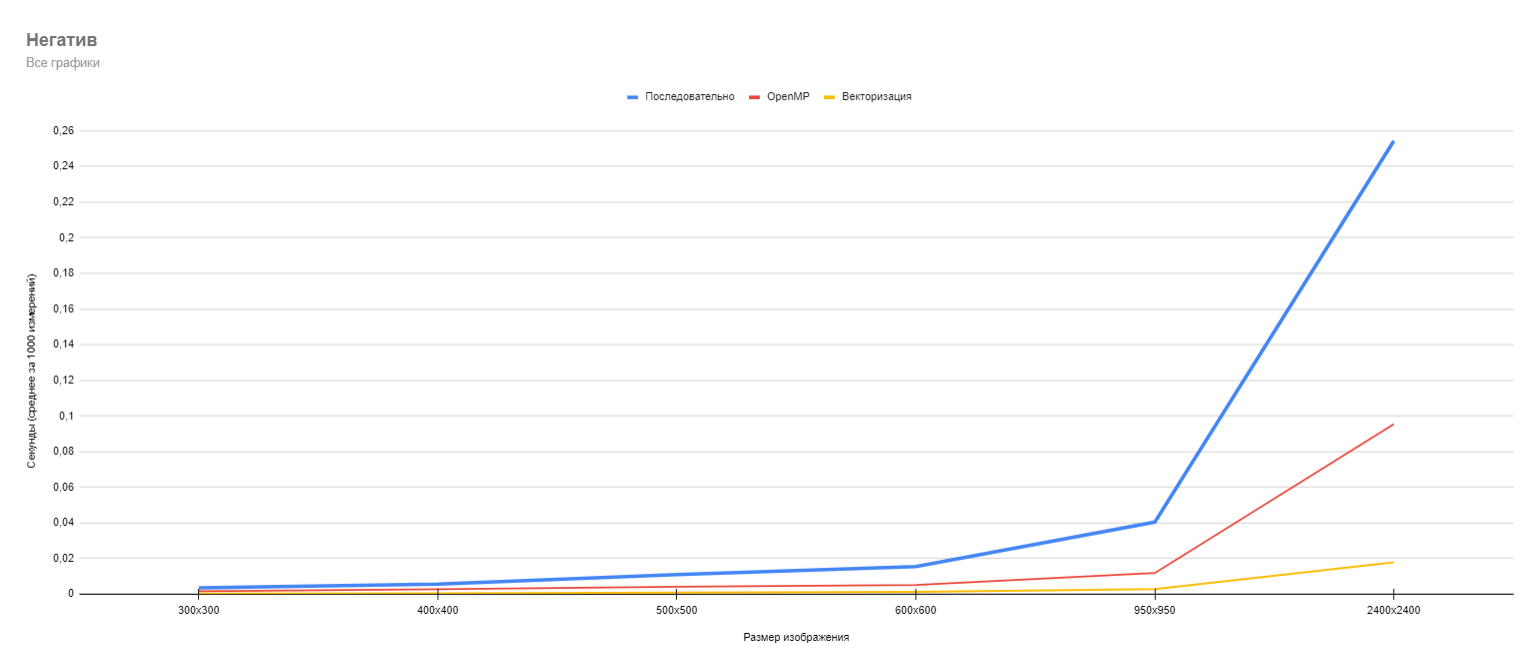 Негатив
Все графики
Последовательно OpenMP Векторизация
0,26
0,24
0,22
0,2
0,18
0,16
0,14
0,12
0,1
0,08
0,06
0,04
0,02
0
Секунды (среднее за 1000 измерений)
300x300 400x400 500x500 600x600 950x950 2400x2400
Размер изображения